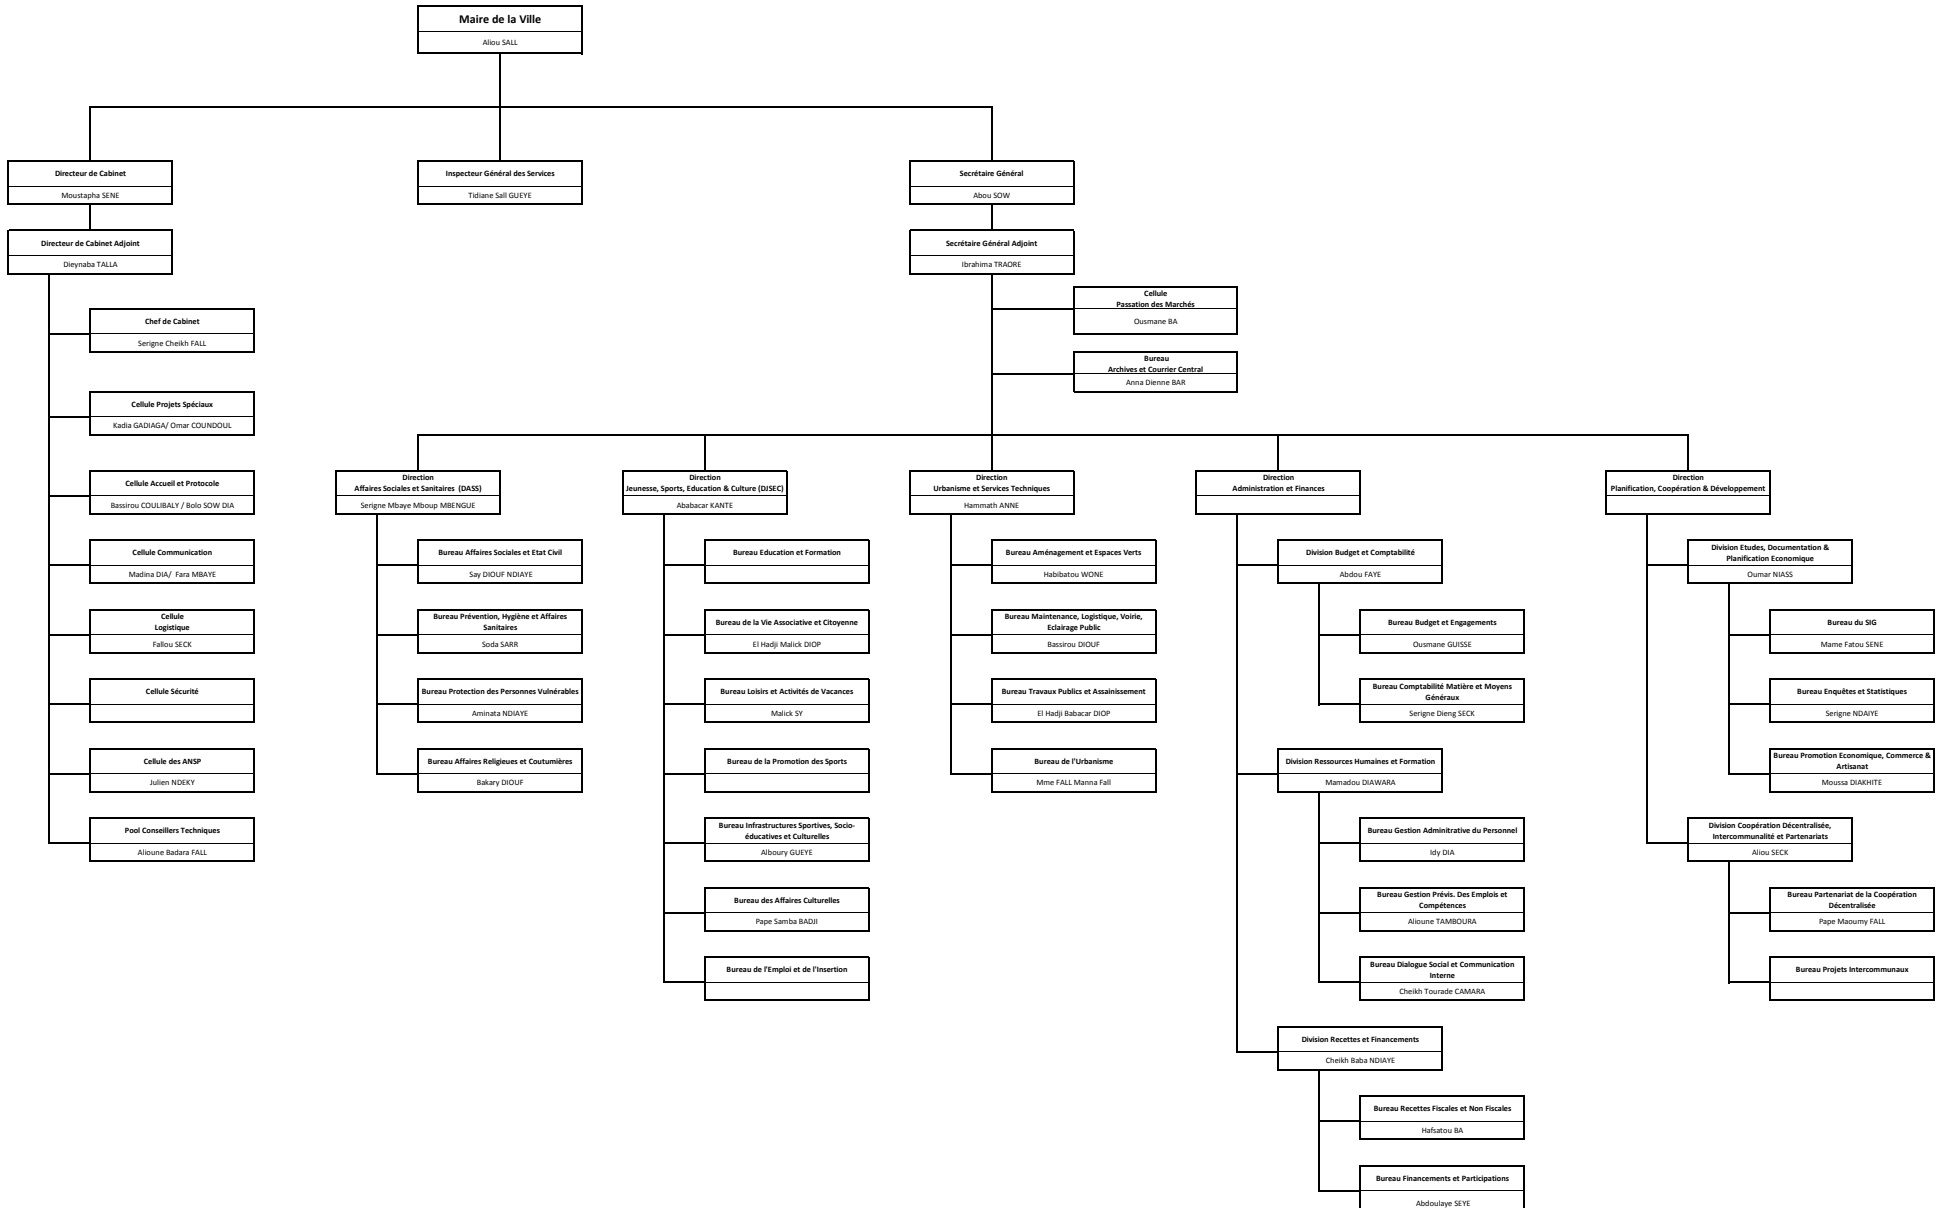 Maire de la Ville
Aliou SALL
Directeur de Cabinet
Moustapha SENE
Inspecteur Général des Services
Tidiane Sall GUEYE
Secrétaire Général
Abou SOW
Directeur de Cabinet Adjoint
Dieynaba TALLA
Secrétaire Général Adjoint
Ibrahima TRAORE
Cellule
Passation des Marchés
Ousmane BA
Bureau
Archives et Courrier Central
Anna Dienne BAR
Chef de Cabinet
Serigne Cheikh FALL
Cellule Projets Spéciaux
Kadia GADIAGA/ Omar COUNDOUL
Cellule Accueil et Protocole
Bassirou COULIBALY / Bolo SOW DIA
Cellule Communication
Madina DIA/ Fara MBAYE
Cellule
Logistique
Fallou SECK
Cellule Sécurité
Cellule des ANSP
Julien NDEKY
Pool Conseillers Techniques
Alioune Badara FALL
Direction
Affaires Sociales et Sanitaires (DASS)
Serigne Mbaye Mboup MBENGUE
Bureau Affaires Sociales et Etat Civil
Say DIOUF NDIAYE
Bureau Prévention, Hygiène et Affaires
Sanitaires
Soda SARR
Bureau Protection des Personnes Vulnérables
Aminata NDIAYE
Bureau Affaires Religieues et Coutumières
Bakary DIOUF
Direction
Jeunesse, Sports, Education & Culture (DJSEC)
Ababacar KANTE
Bureau Education et Formation
Bureau de la Vie Associative et Citoyenne
El Hadji Malick DIOP
Bureau Loisirs et Activités de Vacances
Malick SY
Bureau de la Promotion des Sports
Bureau Infrastructures Sportives, Socio-
éducatives et Culturelles
Alboury GUEYE
Bureau des Affaires Culturelles
Pape Samba BADJI
Bureau de l'Emploi et de l'Insertion
Direction
Urbanisme et Services Techniques
Hammath ANNE
Bureau Aménagement et Espaces Verts
Habibatou WONE
Bureau Maintenance, Logistique, Voirie,
Eclairage Public
Bassirou DIOUF
Bureau Travaux Publics et Assainissement
El Hadji Babacar DIOP
Bureau de l'Urbanisme
Mme FALL Manna Fall
Direction
Administration et Finances
Division Budget et Comptabilité
Abdou FAYE
Bureau Budget et Engagements
Ousmane GUISSE
Bureau Comptabilité Matière et Moyens
Généraux
Serigne Dieng SECK
Division Ressources Humaines et Formation
Mamadou DIAWARA
Bureau Gestion Adminitrative du Personnel
Idy DIA
Bureau Gestion Prévis. Des Emplois et
Compétences
Alioune TAMBOURA
Bureau Dialogue Social et Communication
Interne
Cheikh Tourade CAMARA
Division Recettes et Financements
Cheikh Baba NDIAYE
Bureau Recettes Fiscales et Non Fiscales
Hafsatou BA
Bureau Financements et Participations
Abdoulaye SEYE
Direction
Planification, Coopération & Développement
Division Etudes, Documentation &
Planification Economique
Oumar NIASS
Bureau du SIG
Mame Fatou SENE
Bureau Enquêtes et Statistiques
Serigne NDAIYE
Bureau Promotion Economique, Commerce &
Artisanat
Moussa DIAKHITE
Division Coopération Décentralisée,
Intercommunalité et Partenariats
Aliou SECK
Bureau Partenariat de la Coopération
Décentralisée
Pape Maoumy FALL
Bureau Projets Intercommunaux